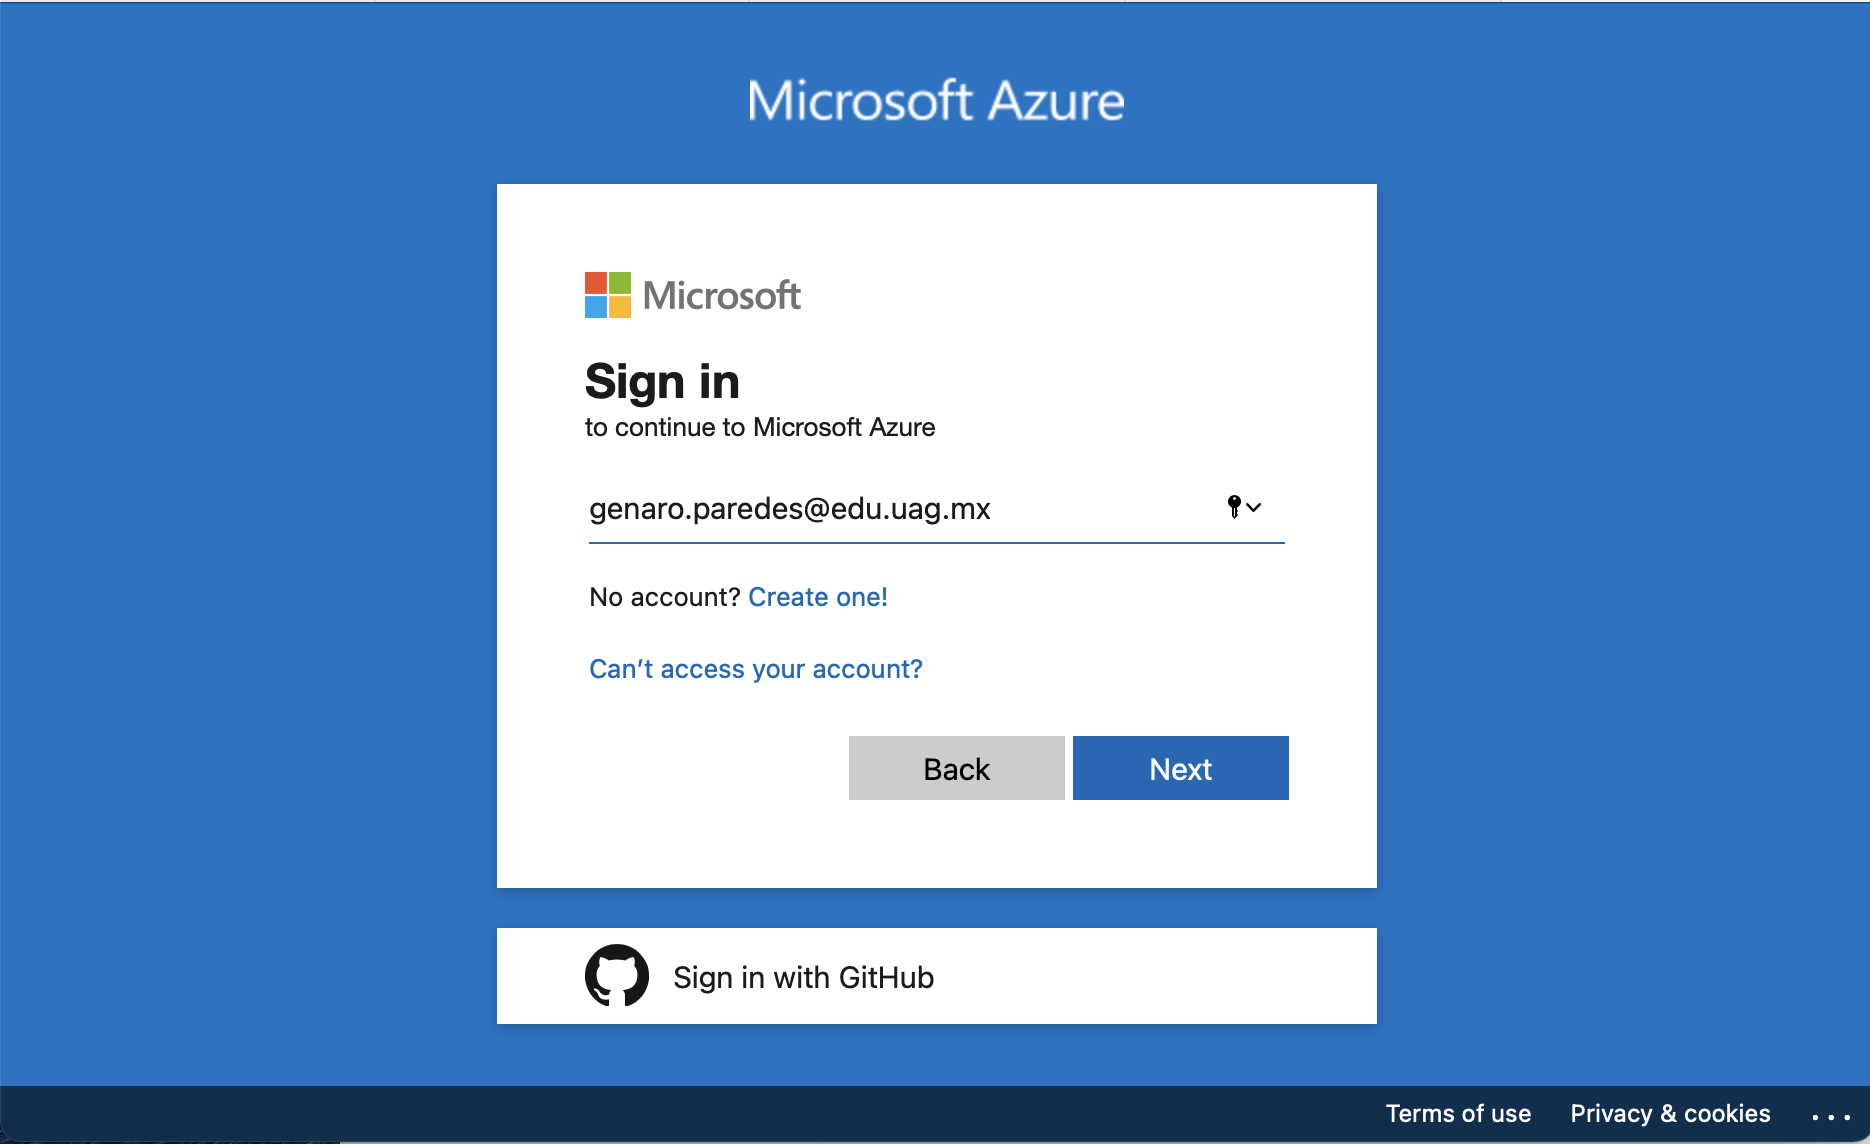 Microsoft Azure
Microsoft
Sign in
to continue to Microsoft Azure
genaro.paredes@edu.uag.mx
No account? Create one!
Can’t access your account?
Back
Next
Sign in with GitHub
Terms of use
Privacy & cookies
...